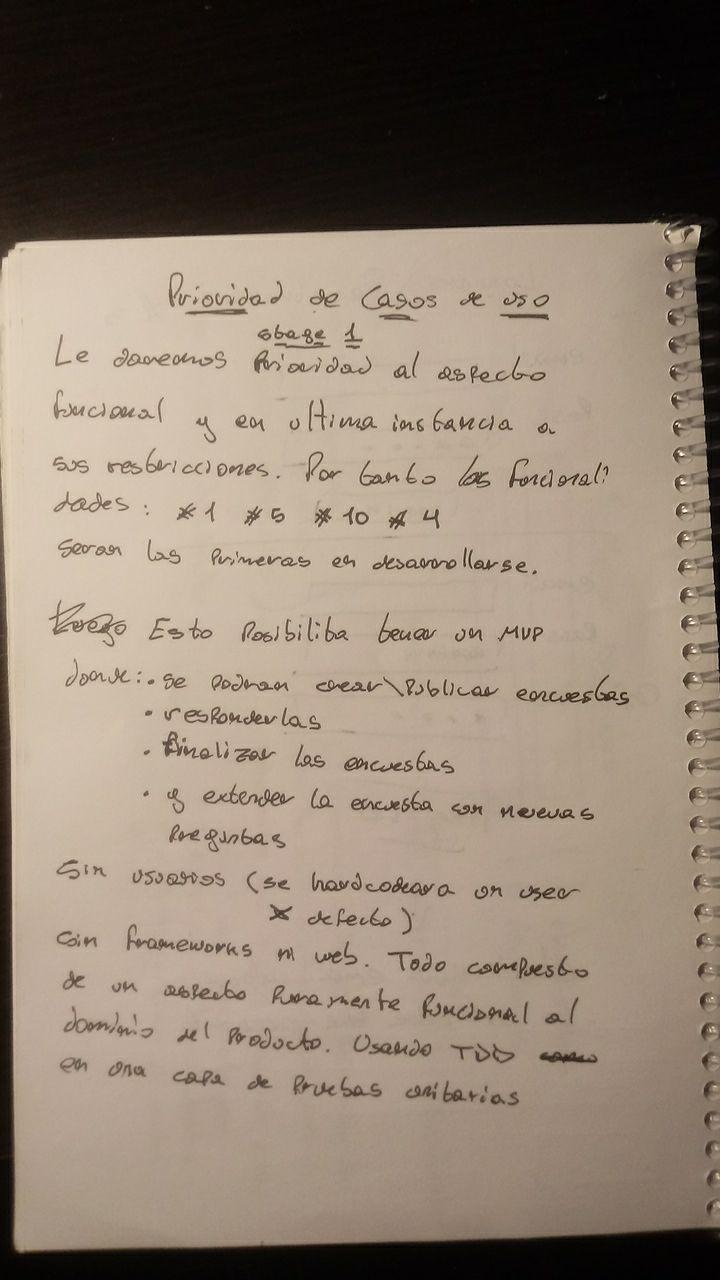 Prioridad de Casos de uso
stage 1
Le daremos Prioridad al aspecto
funcional y en ultima instancia a
sus restricciones. Por tanto las funcionali
dades : #1 #5 #10 #4
seran las Primeras en desarrollarse.
Luego Esto Posibilita tener un MVP
donde: • se podran crear\Publicar encuestas
• responderlas
• finalizar las encuestas
• y extender la encuesta con nuevas
Preguntas
Sin usuarios (se hardcodeara un user
x defecto)
Sin frameworks ni web. Todo compuesto
de un aspecto Puramente funcional al
dominio del Producto. Usando TDD
en una capa de Pruebas unitarias